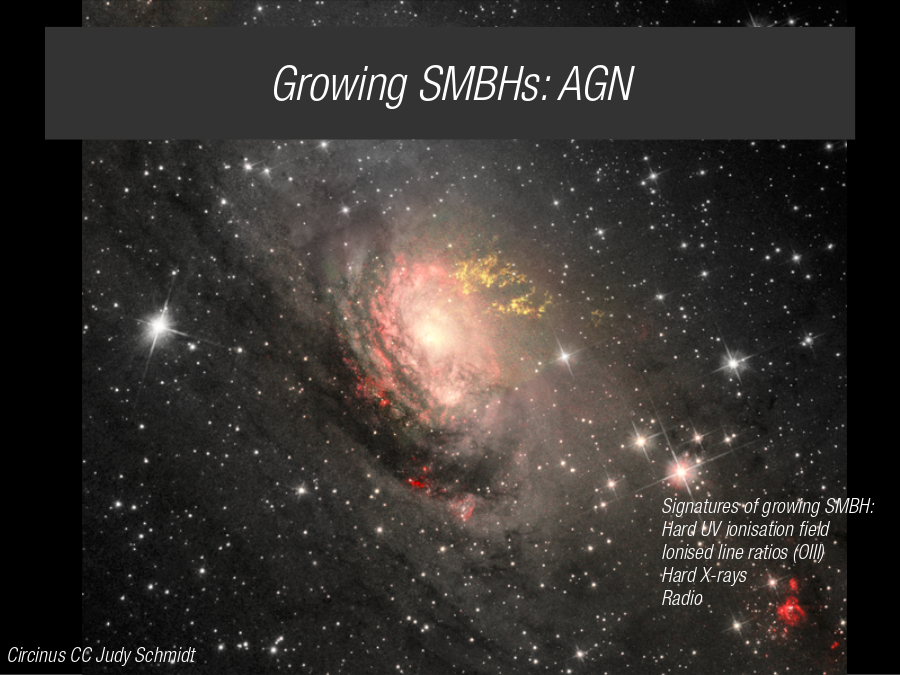 Growing SMBHs: AGN
Signatures of growing SMBH:
Hard UV ionisation field
Ionised line ratios (OIII)
Hard X-rays
Radio
Circinus CC Judy Schmidt